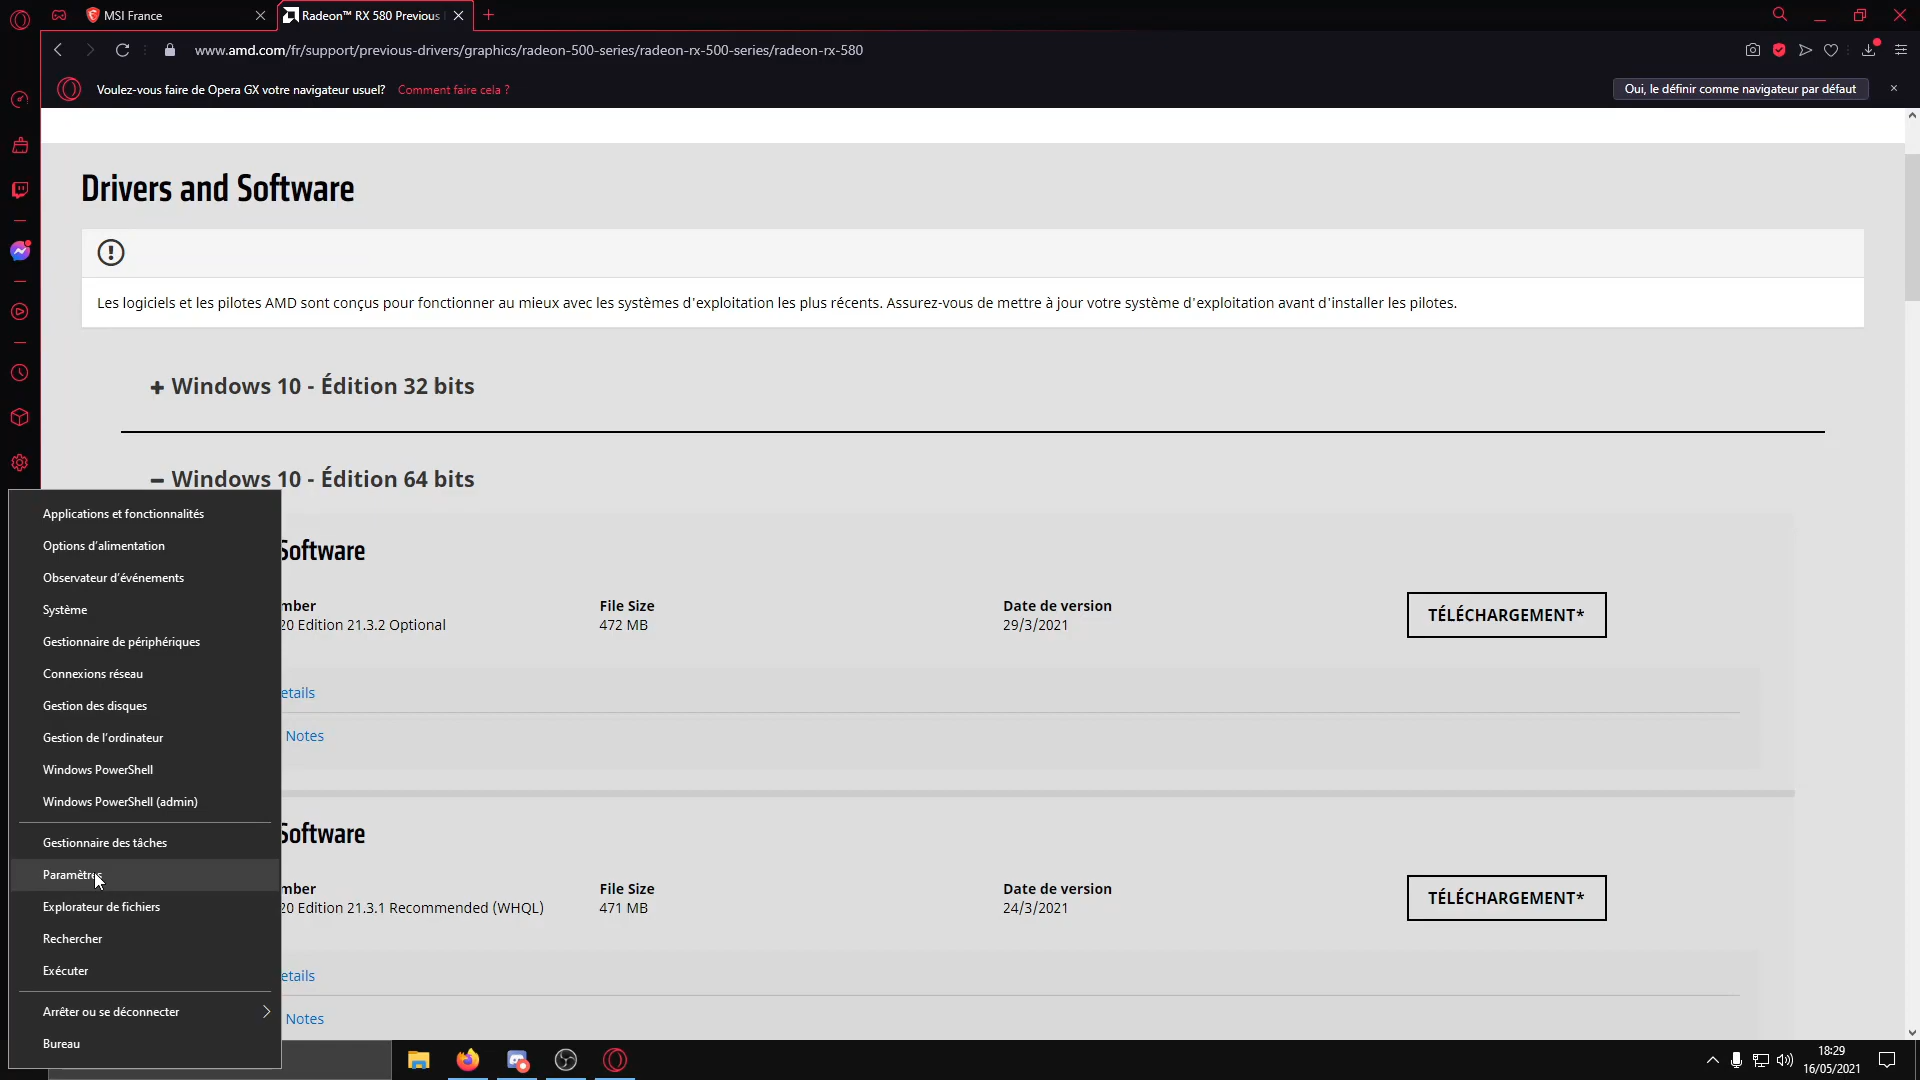 MSI France
Radeon™ RX 580 Previous
www.amd.com/fr/support/previous-drivers/graphics/radeon-500-series/radeon-rx-500-series/radeon-rx-580
Voulez-vous faire de Opera GX votre navigateur usuel?
Comment faire cela ?
Oui, le définir comme navigateur par défaut
Drivers and Software
Les logiciels et les pilotes AMD sont conçus pour fonctionner au mieux avec les systèmes d'exploitation les plus récents. Assurez-vous de mettre à jour votre système d'exploitation avant d'installer les pilotes.
Windows 10 - Édition 32 bits
Windows 10 - Édition 64 bits
Software
mber
20 Edition 21.3.2 Optional
File Size
472 MB
Date de version
29/3/2021
TÉLÉCHARGEMENT*
etails
Notes
Software
mber
20 Edition 21.3.1 Recommended (WHQL)
File Size
471 MB
Date de version
24/3/2021
TÉLÉCHARGEMENT*
etails
Notes
Applications et fonctionnalités
Options d'alimentation
Observateur d'événements
Système
Gestionnaire de périphériques
Connexions réseau
Gestion des disques
Gestion de l'ordinateur
Windows PowerShell
Windows PowerShell (admin)
Gestionnaire des tâches
Paramètres
Explorateur de fichiers
Rechercher
Exécuter
Arrêter ou se déconnecter
Bureau
18:29
16/05/2021